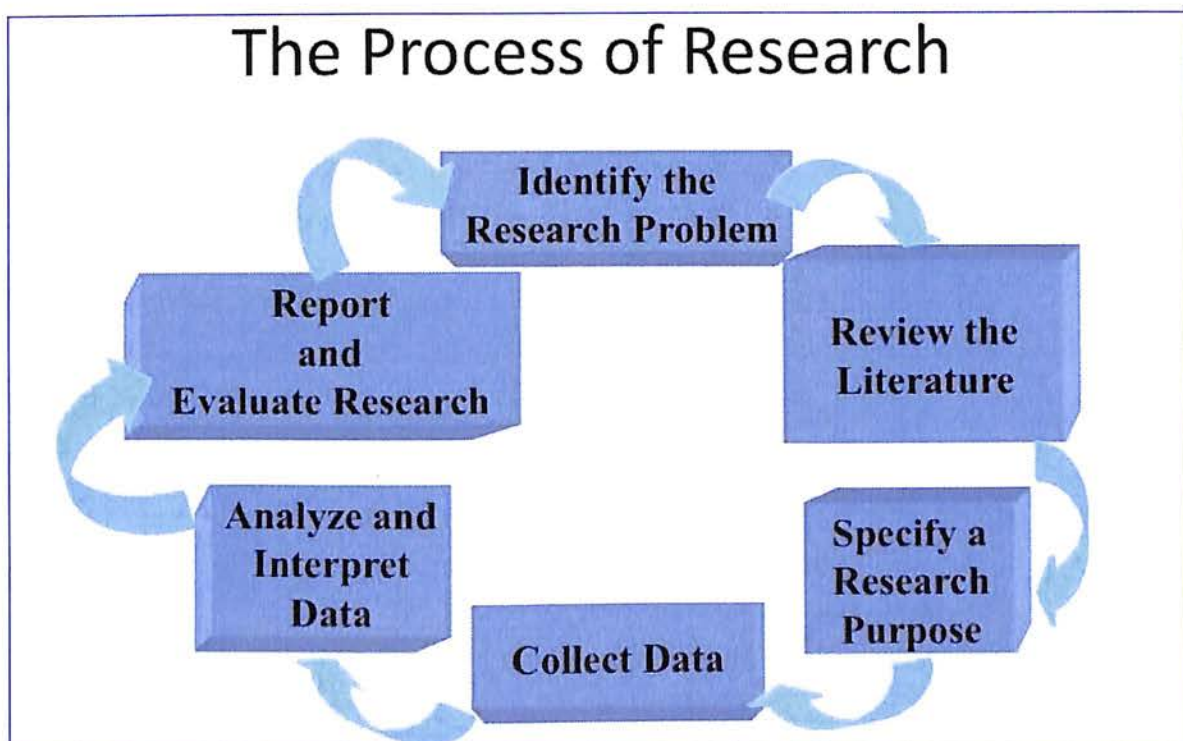 The Process of Research
Identify the
Research Problem
Review the
Literature
Specify a
Research
Purpose
Collect Data
Analyze and
Interpret
Data
Report
and
Evaluate Research